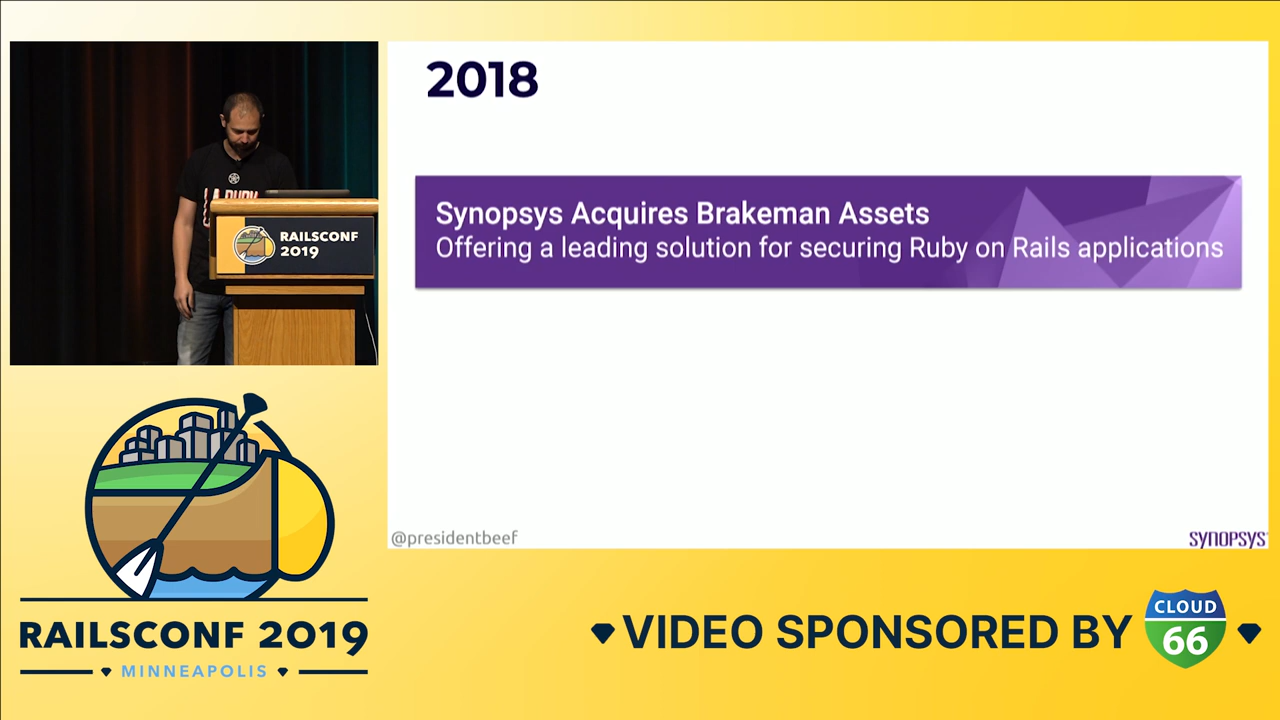 2018
Synopsys Acquires Brakeman Assets
Offering a leading solution for securing Ruby on Rails applications
@presidentbeef
SYNOPSYS
RAILSCONF
2019
RAILSCONF 2019
MINNEAPOLIS
VIDEO SPONSORED BY
CLOUD
66